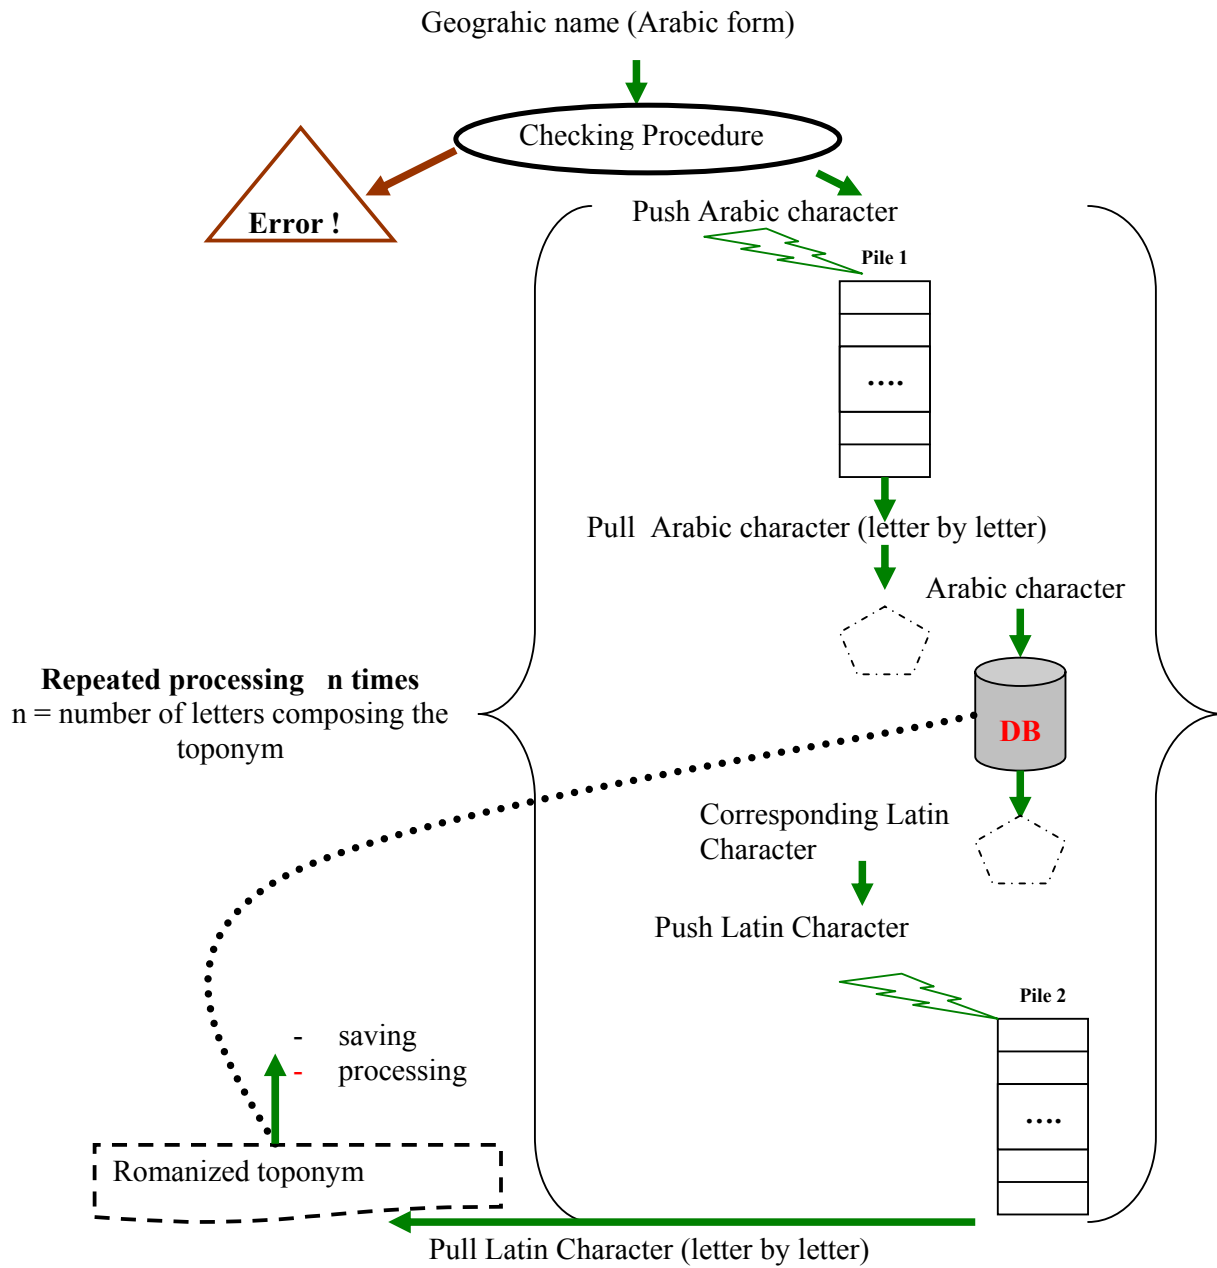 Geograhic name (Arabic form)
Checking Procedure
Error !
Push Arabic character
Pile 1
....
Pull Arabic character (letter by letter)
Arabic character
DB
Repeated processing n times
n = number of letters composing the
toponym
Corresponding Latin
Character
Push Latin Character
Pile 2
....
- saving
- processing
Romanized toponym
Pull Latin Character (letter by letter)